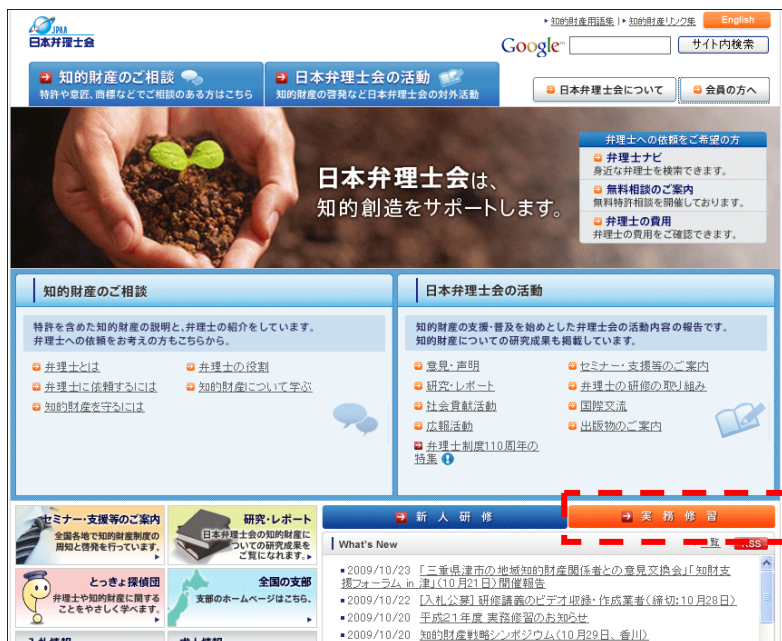 JPAA
日本弁理士会
知的財産用語集 | 知的財産リンク集
English
Google™
サイト内検索
知的財産のご相談
特許や意匠、商標などでご相談のある方はこちら
日本弁理士会の活動
知的財産の啓発など日本弁理士会の対外活動
日本弁理士会について
会員の方へ
日本弁理士会は、
知的創造をサポートします。
弁理士への依頼をご希望の方
弁理士ナビ
身近な弁理士を検索できます。
無料相談のご案内
無料特許相談を開催しております。
弁理士の費用
弁理士の費用をご確認できます。
知的財産のご相談
特許を含めた知的財産の説明と、弁理士の紹介をしています。
弁理士への依頼をお考えの方もこちらから。
弁理士とは
弁理士の役割
弁理士に依頼するには
知的財産について学ぶ
知的財産を守るには
日本弁理士会の活動
知的財産の支援・普及を始めとした弁理士会の活動内容の報告です。
知的財産についての研究成果も掲載しています。
意見・声明
セミナー・支援等のご案内
研究・レポート
弁理士の研修の取り組み
社会貢献活動
国際交流
広報活動
出版物のご案内
弁理士制度110周年の
特集
セミナー・支援等のご案内
全国各地で知的財産制度の
周知と啓発を行っています。
研究・レポート
日本弁理士会の知的財産に
ついての研究成果を
ご覧になれます。
とっきょ探偵団
弁理士や知的財産に関する
ことをやさしく学べます。
全国の支部
支部のホームページはこちら。
新人研修
実務修習
What's New
一覧
RSS
2009/10/23 「三重県津市の地域知的財産関係者との意見交換会」「知財支
援フォーラム in 津」(10月21日)開催報告
2009/10/22 [入札公募] 研修講義のビデオ収録・作成業者(締切:10月28日)
2009/10/20 平成21年度 実務修習のお知らせ
2009/10/20 知的財産戦略シンポジウム(10月29日、香川)